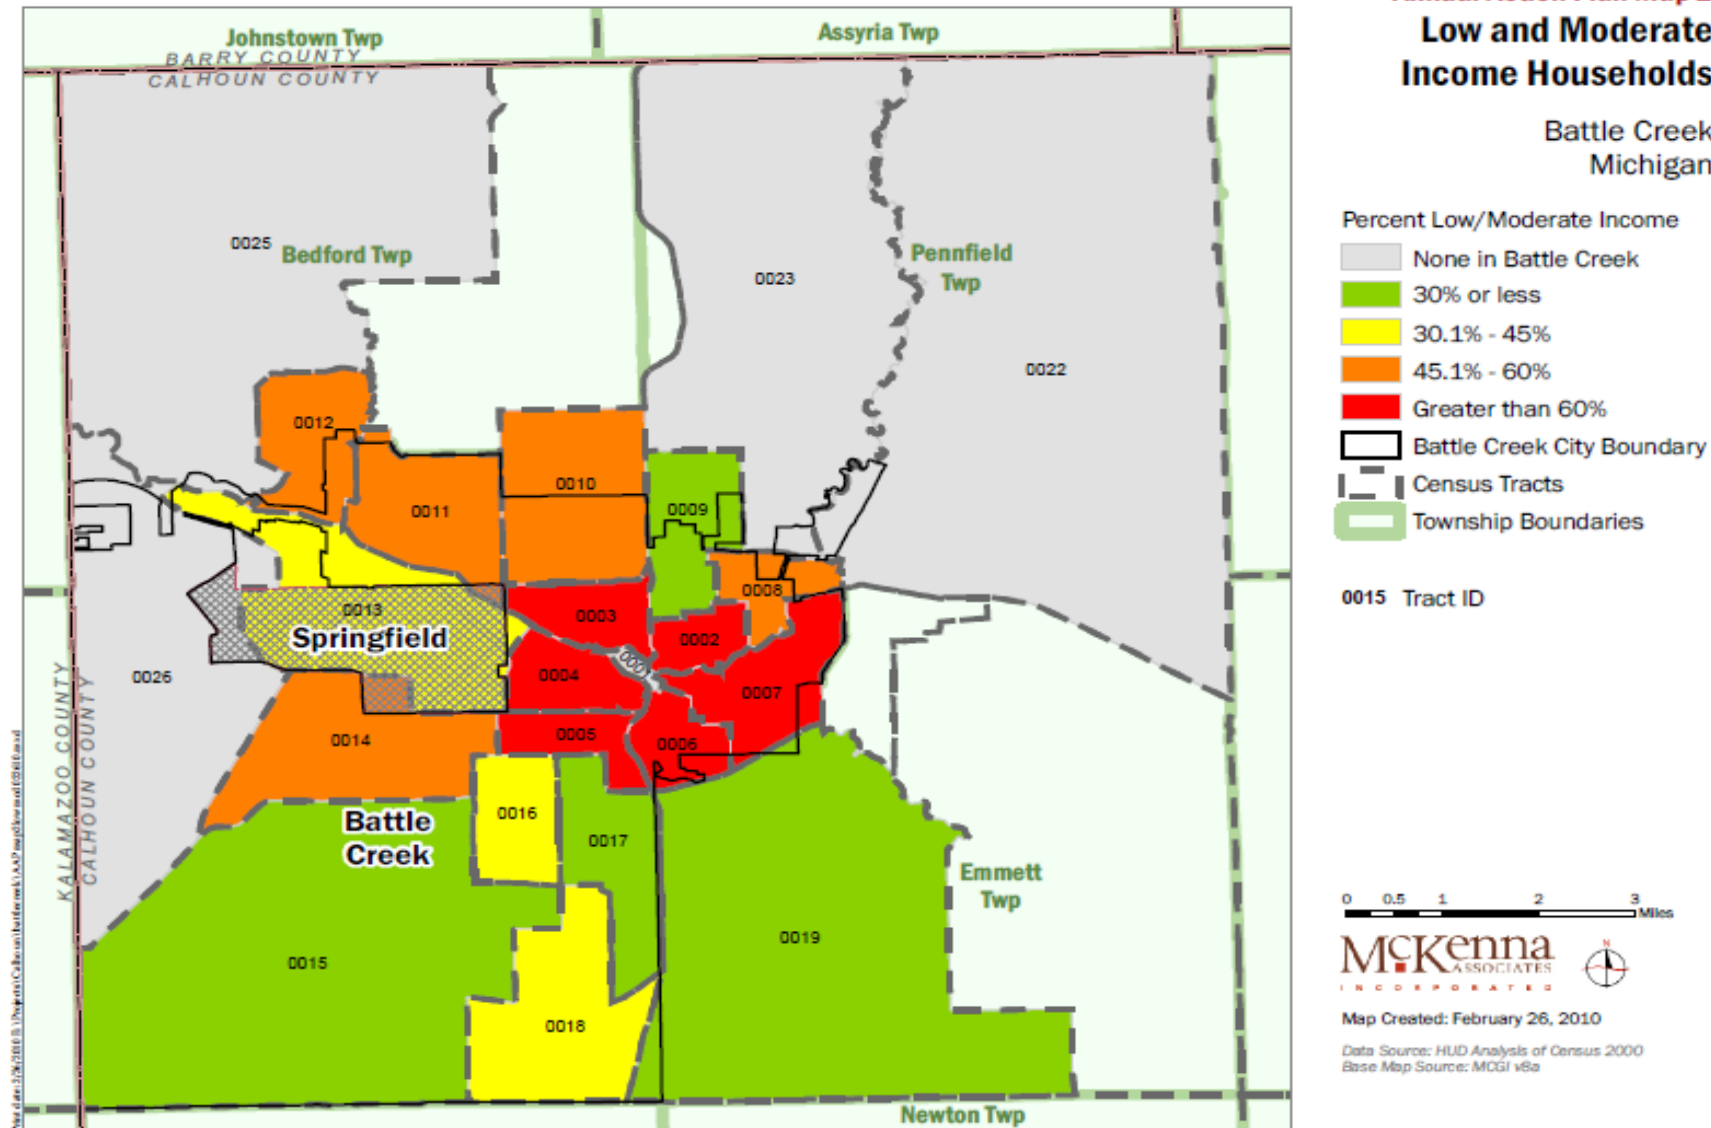 Low and Moderate
Income Households
Battle Creek
Michigan
Percent Low/Moderate Income
None in Battle Creek
30% or less
30.1% - 45%
45.1% - 60%
Greater than 60%
Battle Creek City Boundary
Census Tracts
Township Boundaries
0015 Tract ID
0 0.5 1 2 3
Miles
McKenna
ASSOCIATES
INCORPORATED
N
Map Created: February 26, 2010
Data Source: HUD Analysis of Census 2000
Base Map Source: MCGI v8a
Johnstown Twp
Assyria Twp
BARRY COUNTY
CALHOUN COUNTY
0025
Bedford Twp
0023
Pennfield
Twp
0022
0012
0010
0011
0009
0008
0013
Springfield
0003
0002
0026
0004
0001
0007
0014
0005
0006
KALAMAZOO COUNTY
CALHOUN COUNTY
Battle
Creek
0016
0017
Emmett
Twp
0015
0019
0018
Newton Twp